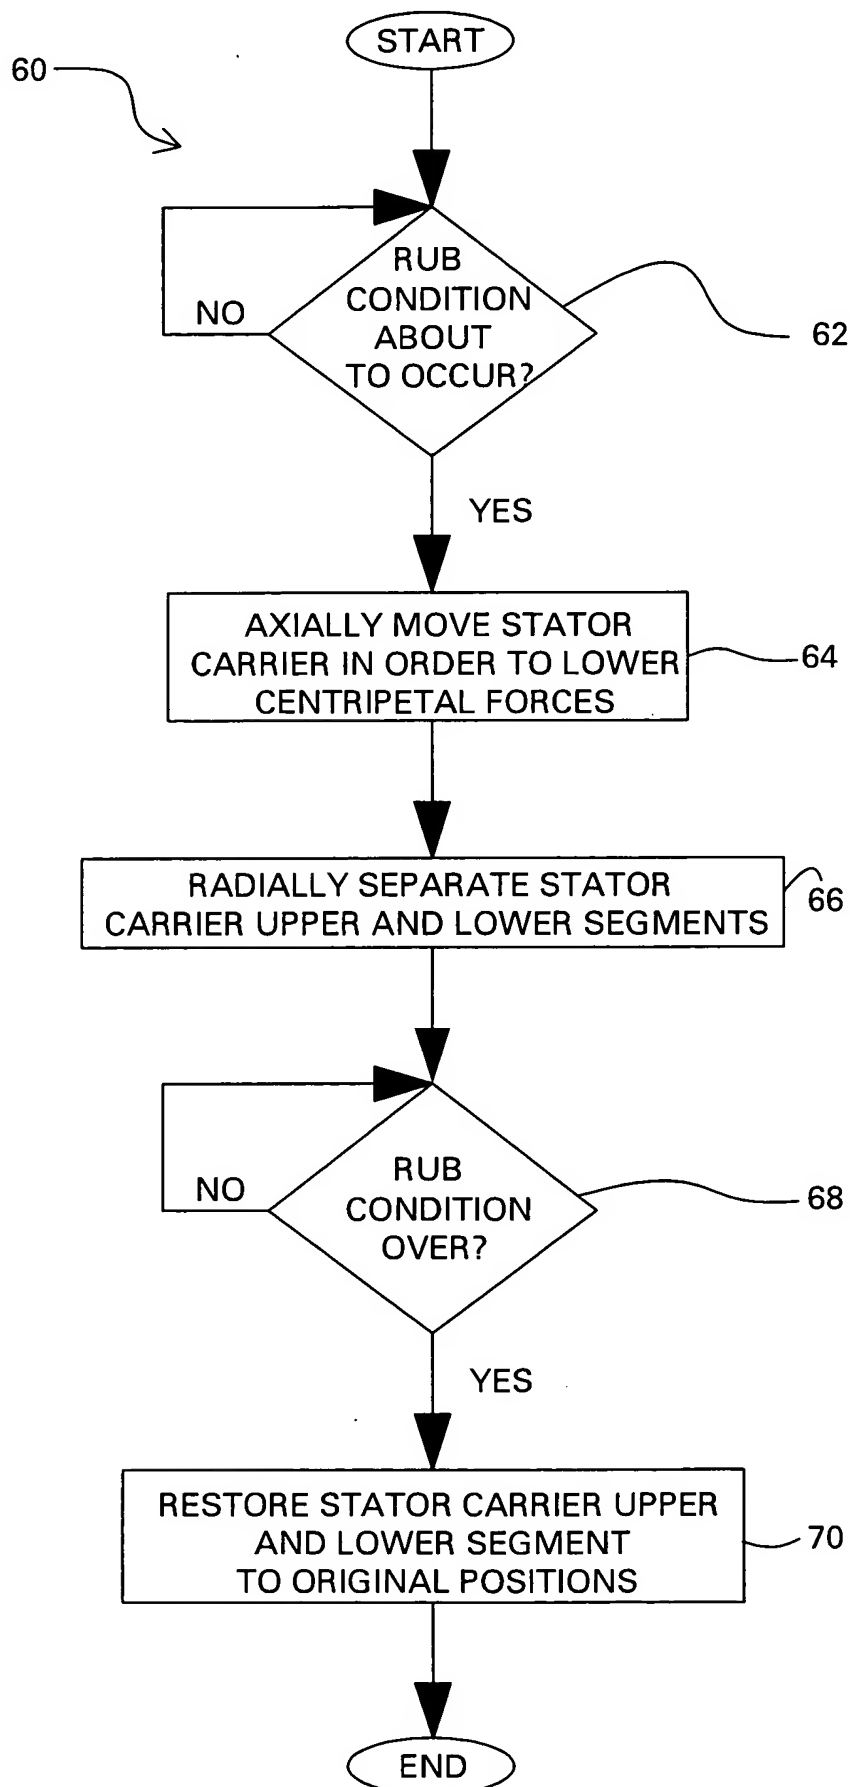 START
60
RUB
CONDITION
ABOUT
TO OCCUR?
NO
62
YES
AXIALLY MOVE STATOR
CARRIER IN ORDER TO LOWER
CENTRIPETAL FORCES
64
RADIALLY SEPARATE STATOR
CARRIER UPPER AND LOWER SEGMENTS
66
RUB
CONDITION
OVER?
NO
68
YES
RESTORE STATOR CARRIER UPPER
AND LOWER SEGMENT
TO ORIGINAL POSITIONS
70
END